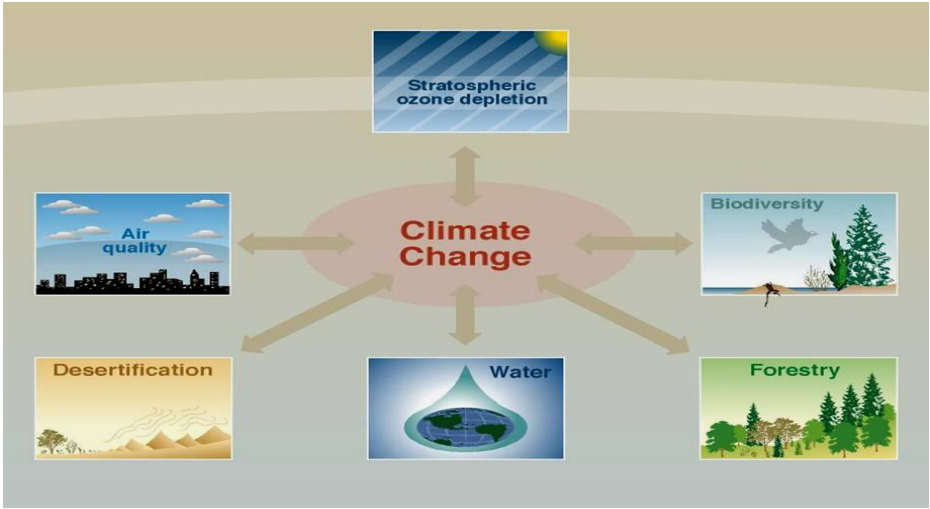 Stratospheric
ozone depletion
Air
quality
Climate
Change
Biodiversity
Desertification
Water
Forestry